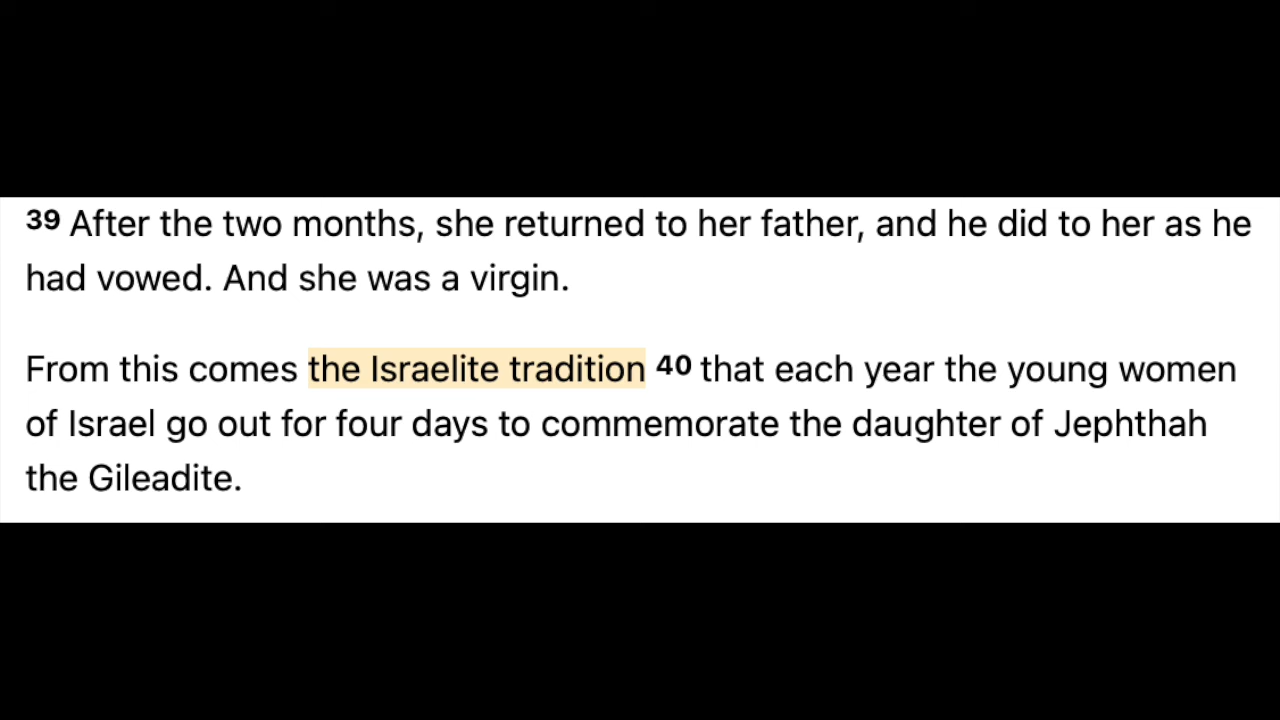 39 After the two months, she returned to her father, and he did to her as he
had vowed. And she was a virgin.
From this comes the Israelite tradition 40 that each year the young women
of Israel go out for four days to commemorate the daughter of Jephthah
the Gileadite.